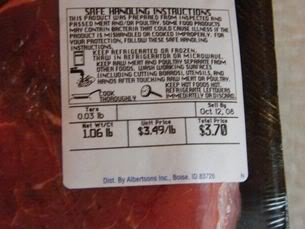 SAFE HANDLING INSTRUCTIONS
THIS PRODUCT WAS PREPARED FROM INSPECTED AND
PASSED MEAT AND/OR POULTRY. SOME FOOD PRODUCTS
MAY CONTAIN BACTERIA THAT COULD CAUSE ILLNESS IF THE
PRODUCT IS MISHANDLED OR COOKED IMPROPERLY. FOR
YOUR PROTECTION, FOLLOW THESE SAFE HANDLING
INSTRUCTIONS.
KEEP REFRIGERATED OR FROZEN.
THAW IN REFRIGERATOR OR MICROWAVE.
KEEP RAW MEAT AND POULTRY SEPARATE FROM
OTHER FOODS. WASH WORKING SURFACES
(INCLUDING CUTTING BOARDS), UTENSILS, AND
HANDS AFTER TOUCHING RAW MEAT OR POULTRY.
COOK THOROUGHLY
KEEP HOT FOODS HOT.
REFRIGERATE LEFTOVERS
IMMEDIATELY OR DISCARD.
Tare
0.03 lb
Sell By
Oct. 12, 08
Net Wt/Ct
1.06 lb
Unit Price
$3.49/lb
Total Price
$3.70
Dist. By Albertsons Inc., Boise, ID 83726
N